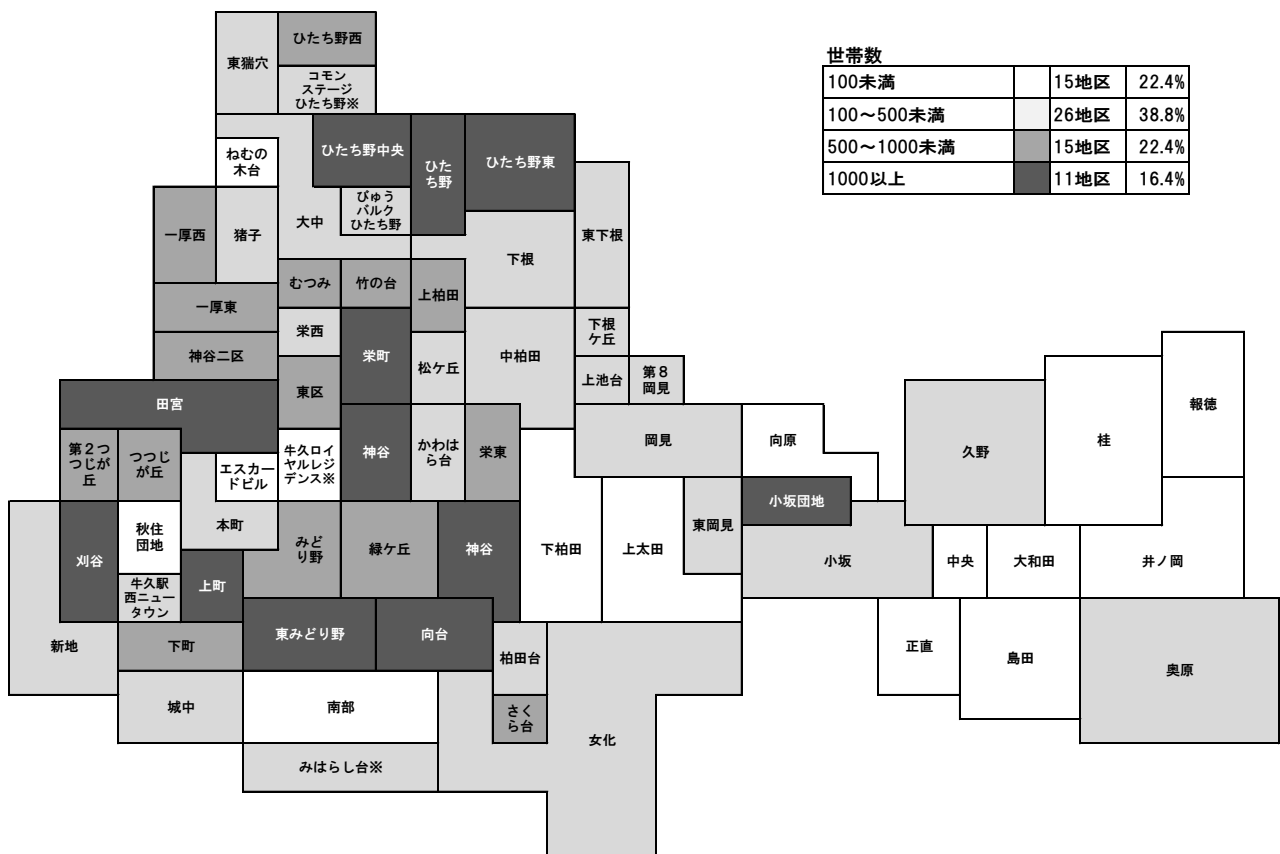 ひたち野西
東猯穴
コモン
ステージ
ひたち野※
世帯数
100未満 15地区 22.4%
100～500未満 26地区 38.8%
500～1000未満 15地区 22.4%
1000以上 11地区 16.4%
ねむの
木台
ひたち野中央
ひた
ち野
ひたち野東
びゅう
パルク
ひたち野
大中
一厚西
猪子
東下根
下根
むつみ
竹の台
上柏田
一厚東
栄西
栄町
松ケ丘
中柏田
下根
ケ丘
神谷二区
上池台
第８
岡見
東区
田宮
報徳
桂
久野
第２つ
つじが
丘
つつじ
が丘
エスカー
ドビル
牛久ロイ
ヤルレジ
デンス※
神谷
かわは
ら台
栄東
岡見
向原
小坂団地
本町
秋住
団地
刈谷
みど
り野
緑ケ丘
神谷
下柏田
上太田
東岡見
小坂
中央
大和田
井ノ岡
牛久駅
西ニュー
タウン
上町
新地
下町
東みどり野
向台
柏田台
正直
島田
奥原
城中
南部
さく
ら台
女化
みはらし台※